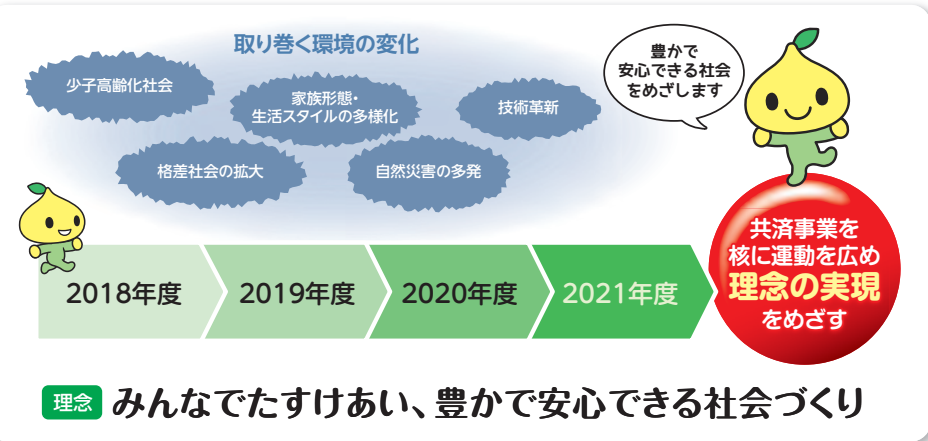 取り巻く環境の変化
少子高齢化社会
家族形態・
生活スタイルの多様化
技術革新
格差社会の拡大
自然災害の多発
豊かで
安心できる社会
をめざします
2018年度
2019年度
2020年度
2021年度
共済事業を
核に運動を広め
理念の実現
をめざす
理念 みんなでたすけあい、豊かで安心できる社会づくり